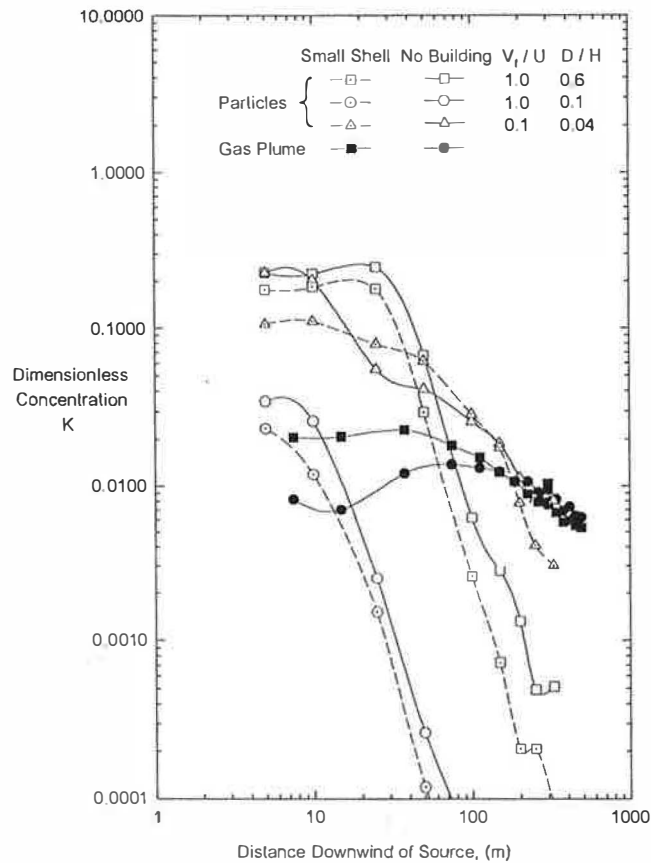 10.0000
Small Shell No Building Vf / U D / H
1.0 0.6
Particles 1.0 0.1
0.1 0.04
Gas Plume
1.0000
0.1000
Dimensionless
Concentration
K
0.0100
0.0010
0.0001
1 10 100 1000
Distance Downwind of Source, (m)